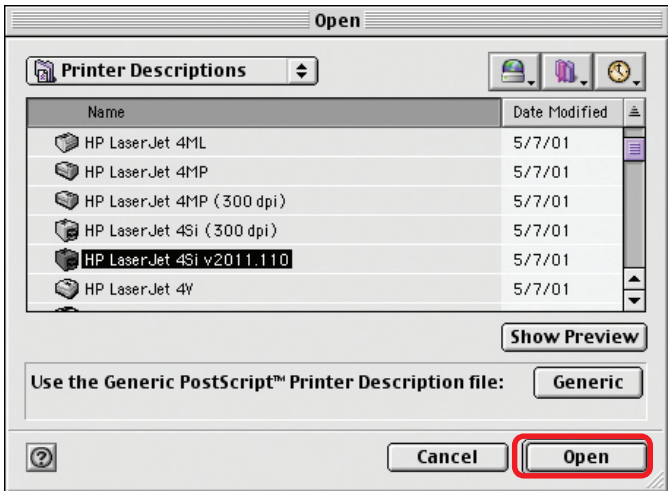 Open
Printer Descriptions
Name Date Modified
HP LaserJet 4ML 5/7/01
HP LaserJet 4MP 5/7/01
HP LaserJet 4MP (300 dpi) 5/7/01
HP LaserJet 4Si (300 dpi) 5/7/01
HP LaserJet 4Si v2011.110 5/7/01
HP LaserJet 4V 5/7/01
Show Preview
Use the Generic PostScript™ Printer Description file: Generic
? Cancel Open